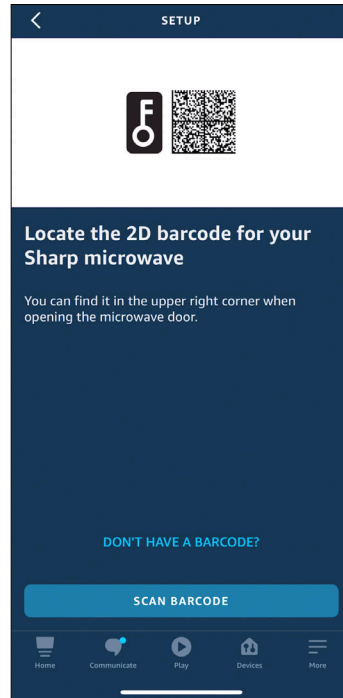 SETUP
Locate the 2D barcode for your
Sharp microwave
You can find it in the upper right corner when
opening the microwave door.
DON'T HAVE A BARCODE?
SCAN BARCODE
Home Communicate Play Devices More